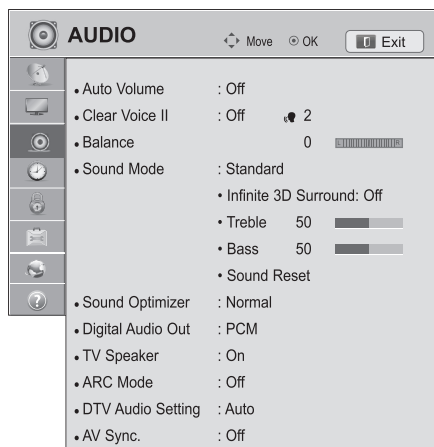 AUDIO Move OK Exit
• Auto Volume : Off
• Clear Voice II : Off 2
• Balance 0 L R
• Sound Mode : Standard
• Infinite 3D Surround: Off
• Treble 50
• Bass 50
• Sound Reset
• Sound Optimizer : Normal
• Digital Audio Out : PCM
• TV Speaker : On
• ARC Mode : Off
• DTV Audio Setting : Auto
• AV Sync. : Off
?